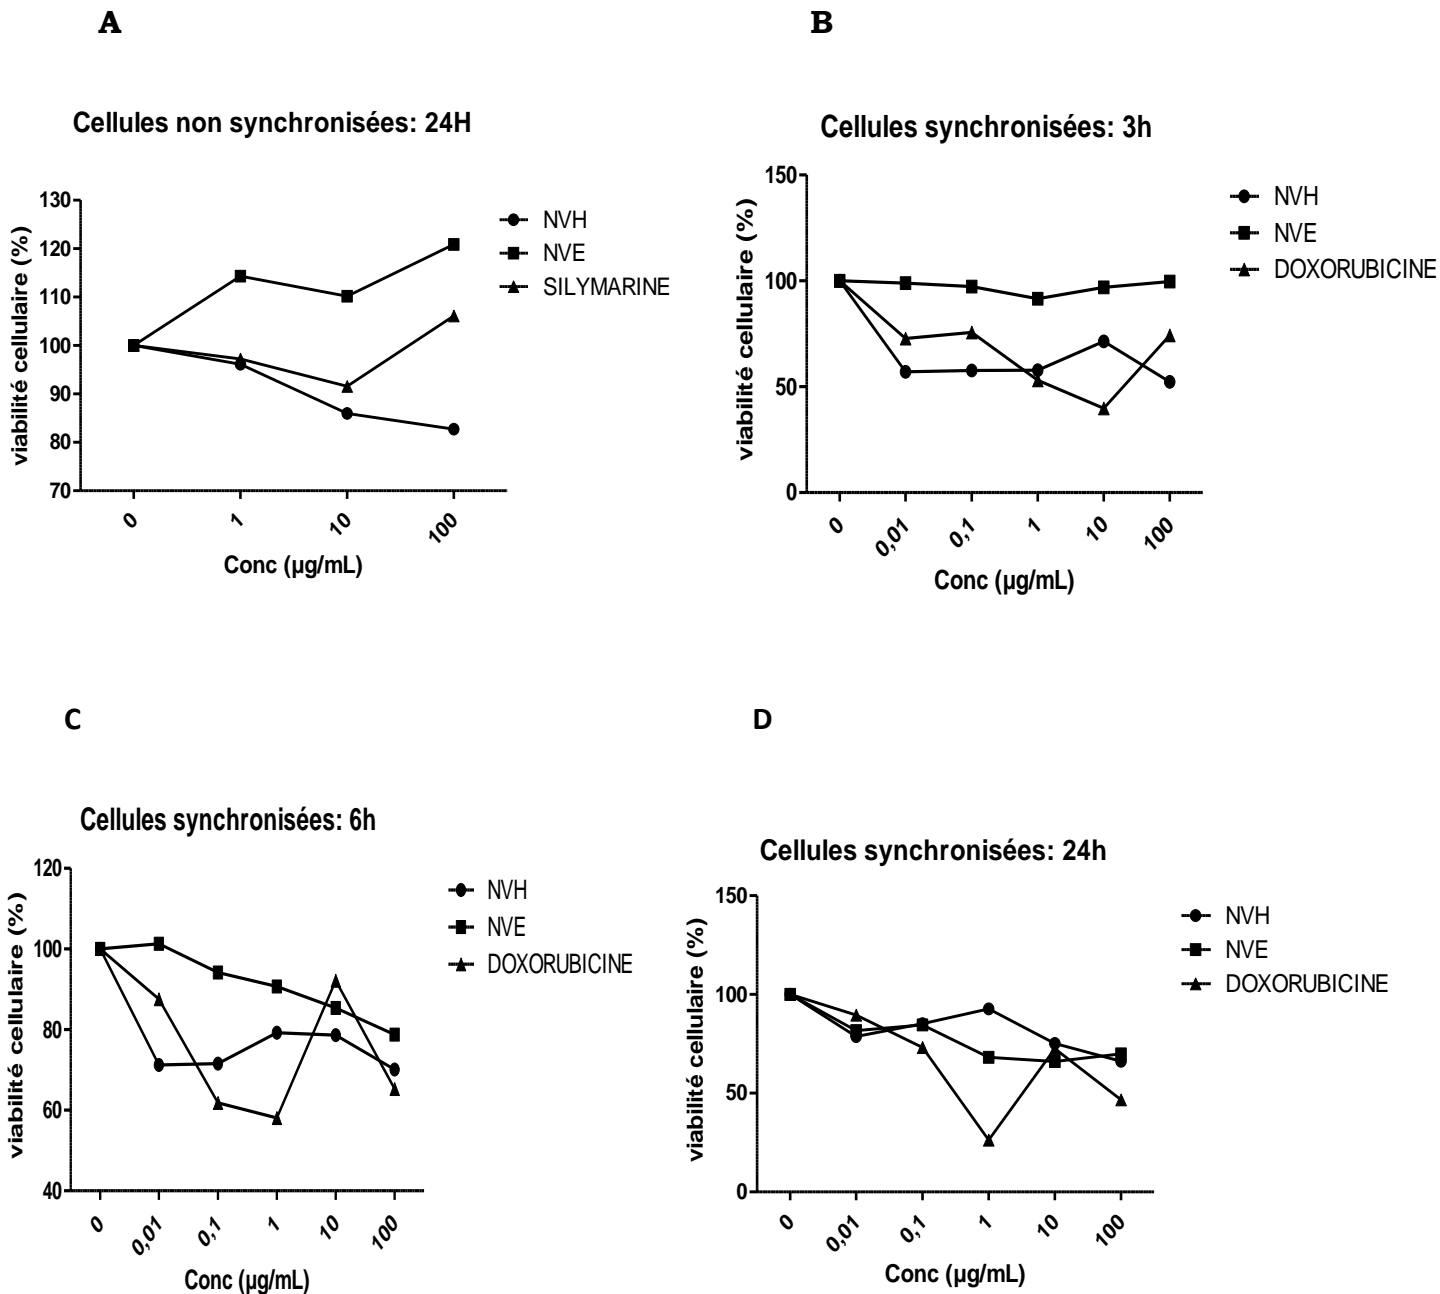 A
Cellules non synchronisées: 24H
viabilité cellulaire (%)
130
120
110
100
90
80
70
0
1
10
100
Conc (µg/mL)
NVH
NVE
SILYMARINE
B
Cellules synchronisées: 3h
viabilité cellulaire (%)
150
100
50
0
0
0,01
0,1
1
10
100
Conc (µg/mL)
NVH
NVE
DOXORUBICINE
C
Cellules synchronisées: 6h
viabilité cellulaire (%)
120
100
80
60
40
0
0,01
0,1
1
10
100
Conc (µg/mL)
NVH
NVE
DOXORUBICINE
D
Cellules synchronisées: 24h
viabilité cellulaire (%)
150
100
50
0
0
0,01
0,1
1
10
100
Conc (µg/mL)
NVH
NVE
DOXORUBICINE